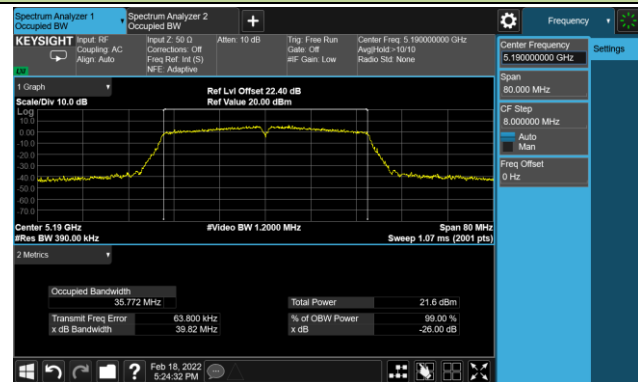 Spectrum Analyzer 1
Occupied BW
Spectrum Analyzer 2
Occupied BW
+
Frequency
KEYSIGHT
Input: RF
Coupling: AC
Align: Auto
Input Z: 50 Ω
Corrections: Off
Freq Ref: Int (S)
NFE: Adaptive
Atten: 10 dB
Trig: Free Run
Gate: Off
#IF Gain: Low
Center Freq: 5.190000000 GHz
Avg|Hold:>10/10
Radio Std: None
Center Frequency
5.190000000 GHz
Settings
Span
80.000 MHz
CF Step
8.000000 MHz
Auto
Man
Freq Offset
0 Hz
1 Graph
Scale/Div 10.0 dB
Ref Lvl Offset 22.40 dB
Ref Value 20.00 dBm
Log
10.0
0.00
-10.0
-20.0
-30.0
-40.0
-50.0
-60.0
-70.0
Center 5.19 GHz
#Res BW 390.00 kHz
#Video BW 1.2000 MHz
Span 80 MHz
Sweep 1.07 ms (2001 pts)
2 Metrics
Occupied Bandwidth
35.772 MHz
Total Power 21.6 dBm
Transmit Freq Error 63.800 kHz
% of OBW Power 99.00 %
x dB Bandwidth 39.82 MHz
x dB -26.00 dB
?
Feb 18, 2022
5:24:32 PM